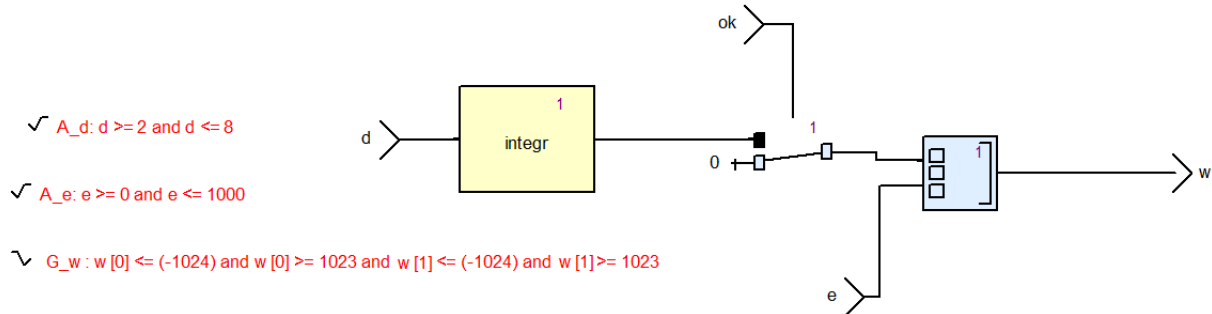 ok
1
1
A_d: d >= 2 and d <= 8
d
integr
1
0
1
w
A_e: e >= 0 and e <= 1000
G_w : w [0] <= (-1024) and w [0] >= 1023 and w [1] <= (-1024) and w [1] >= 1023
e